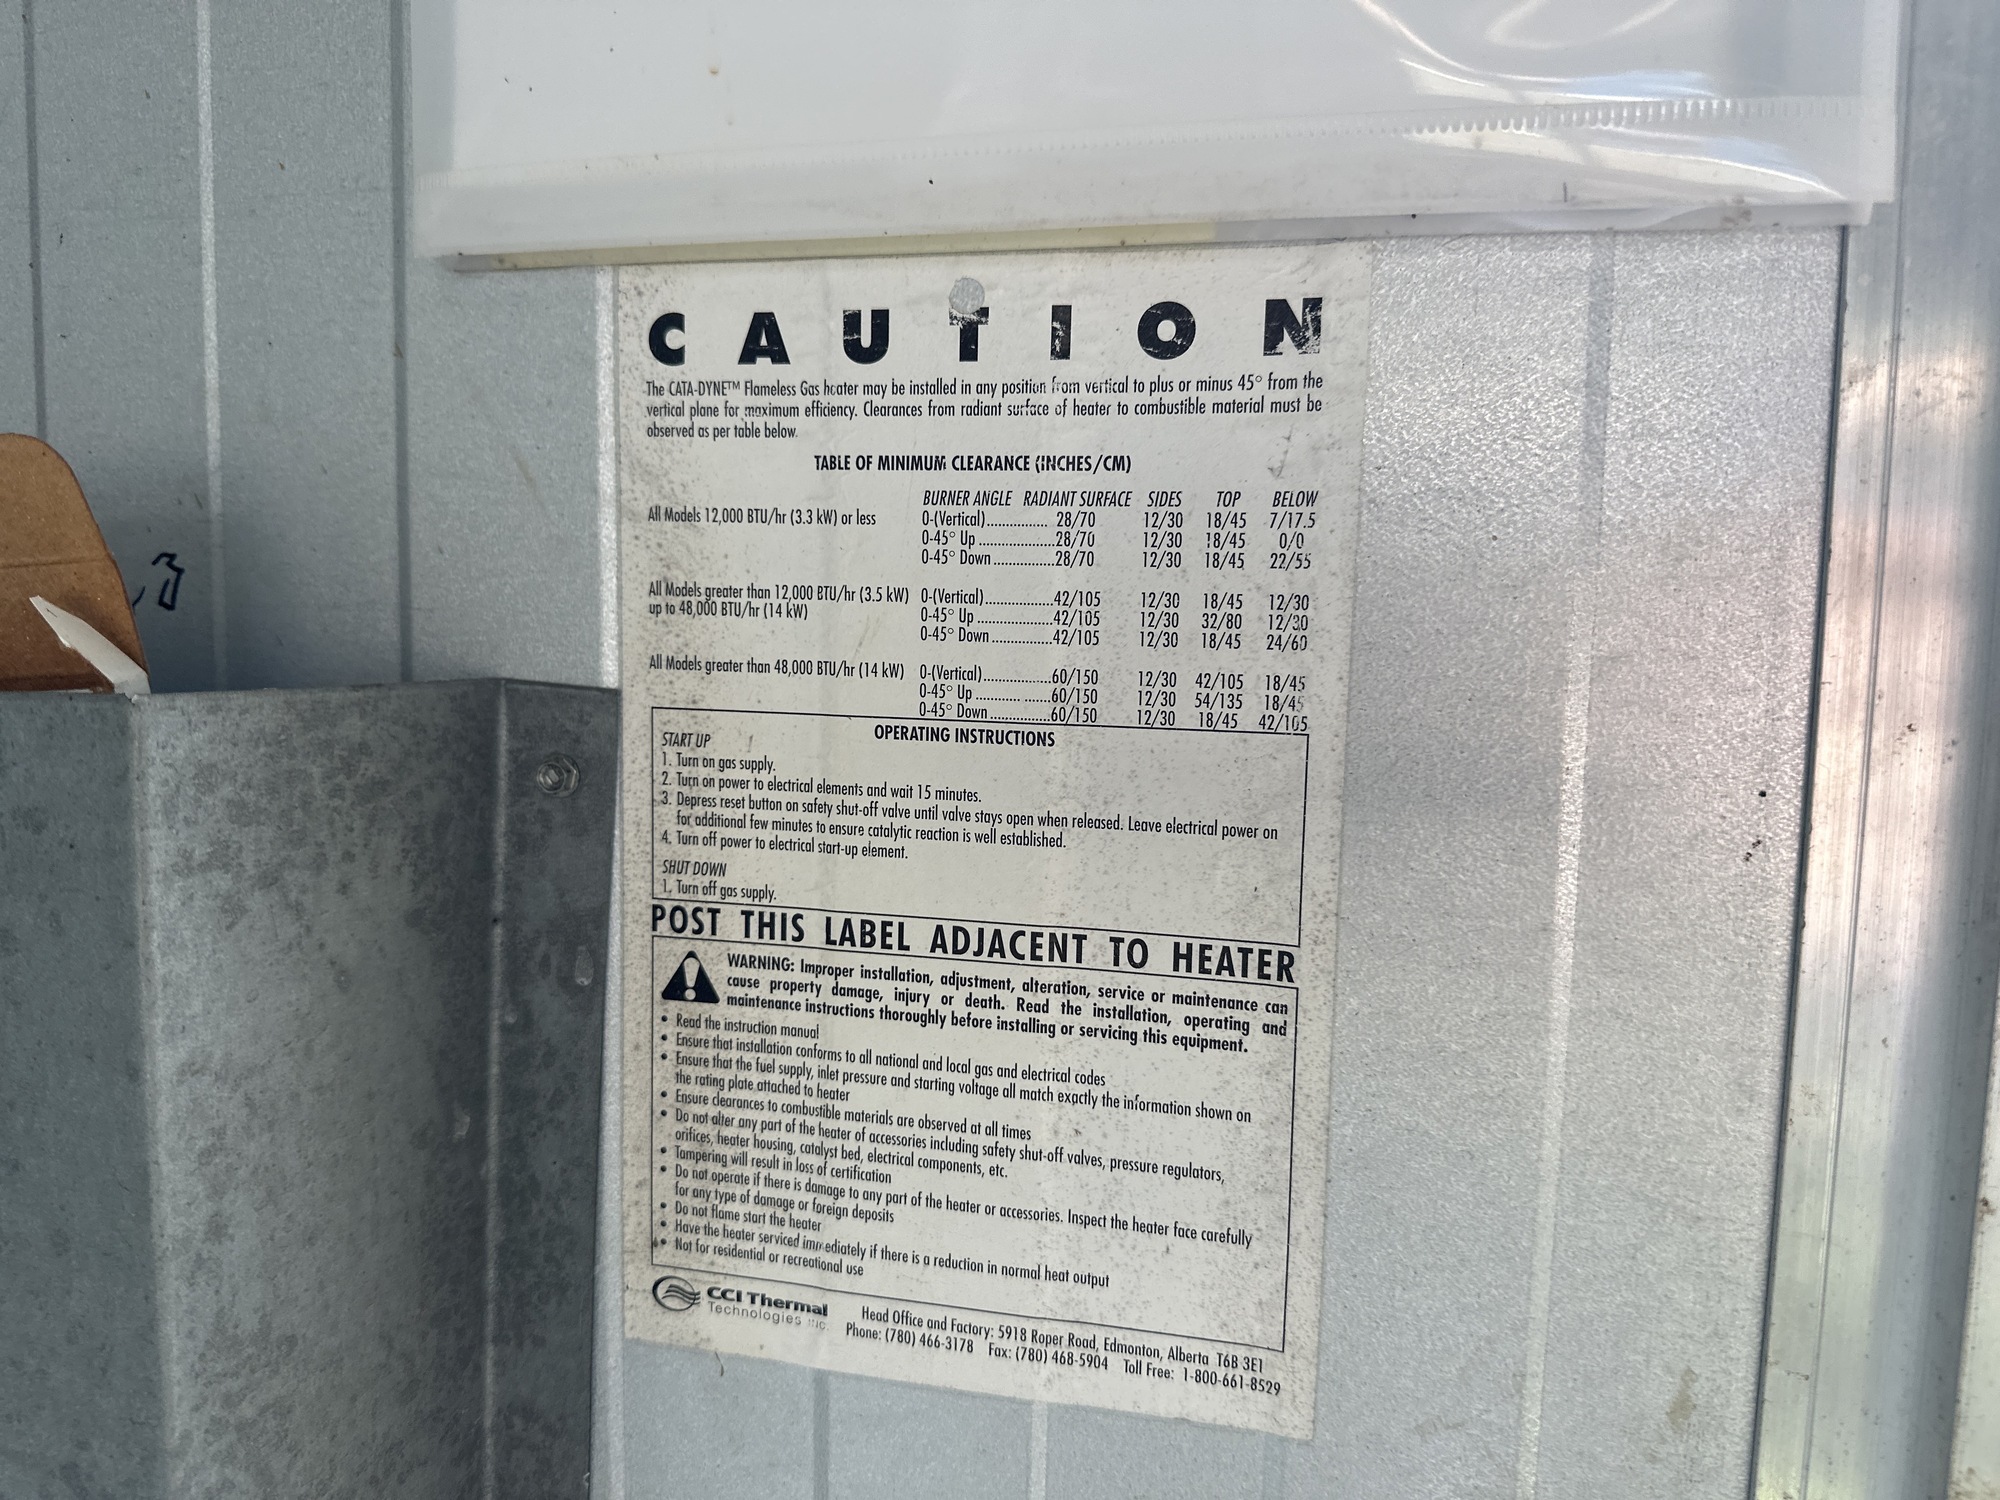 CAUTION
The CATA-DYNE™ Flameless Gas heater may be installed in any position from vertical to plus or minus 45° from the
vertical plane for maximum efficiency. Clearances from radiant surface of heater to combustible material must be
observed as per table below.
TABLE OF MINIMUM CLEARANCE (INCHES/CM)
BURNER ANGLE RADIANT SURFACE SIDES TOP BELOW
All Models 12,000 BTU/hr (3.3 kW) or less 0-(Vertical)................ 28/70 12/30 18/45 7/17.5
0-45° Up ...................28/70 12/30 18/45 0/0
0-45° Down ...............28/70 12/30 18/45 22/55
All Models greater than 12,000 BTU/hr (3.5 kW) 0-(Vertical).................42/105 12/30 18/45 12/30
up to 48,000 BTU/hr (14 kW) 0-45° Up ...................42/105 12/30 32/80 12/30
0-45° Down ...............42/105 12/30 18/45 24/60
All Models greater than 48,000 BTU/hr (14 kW) 0-(Vertical).................60/150 12/30 42/105 18/45
0-45° Up ..................60/150 12/30 54/135 18/45
0-45° Down ...............60/150 12/30 18/45 42/105
OPERATING INSTRUCTIONS
START UP
1. Turn on gas supply.
2. Turn on power to electrical elements and wait 15 minutes.
3. Depress reset button on safety shut-off valve until valve stays open when released. Leave electrical power on
for additional few minutes to ensure catalytic reaction is well established.
4. Turn off power to electrical start-up element.
SHUT DOWN
1. Turn off gas supply.
POST THIS LABEL ADJACENT TO HEATER
WARNING: Improper installation, adjustment, alteration, service or maintenance can
cause property damage, injury or death. Read the installation, operating and
maintenance instructions thoroughly before installing or servicing this equipment.
• Read the instruction manual
• Ensure that installation conforms to all national and local gas and electrical codes
• Ensure that the fuel supply, inlet pressure and starting voltage all match exactly the information shown on
the rating plate attached to heater
• Ensure clearances to combustible materials are observed at all times
• Do not alter any part of the heater of accessories including safety shut-off valves, pressure regulators,
orifices, heater housing, catalyst bed, electrical components, etc.
• Tampering will result in loss of certification
• Do not operate if there is damage to any part of the heater or accessories. Inspect the heater face carefully
for any type of damage or foreign deposits
• Do not flame start the heater
• Have the heater serviced immediately if there is a reduction in normal heat output
• Not for residential or recreational use
CCI Thermal
Technologies INC.
Head Office and Factory: 5918 Roper Road, Edmonton, Alberta T6B 3E1
Phone: (780) 466-3178 Fax: (780) 468-5904 Toll Free: 1-800-661-8529